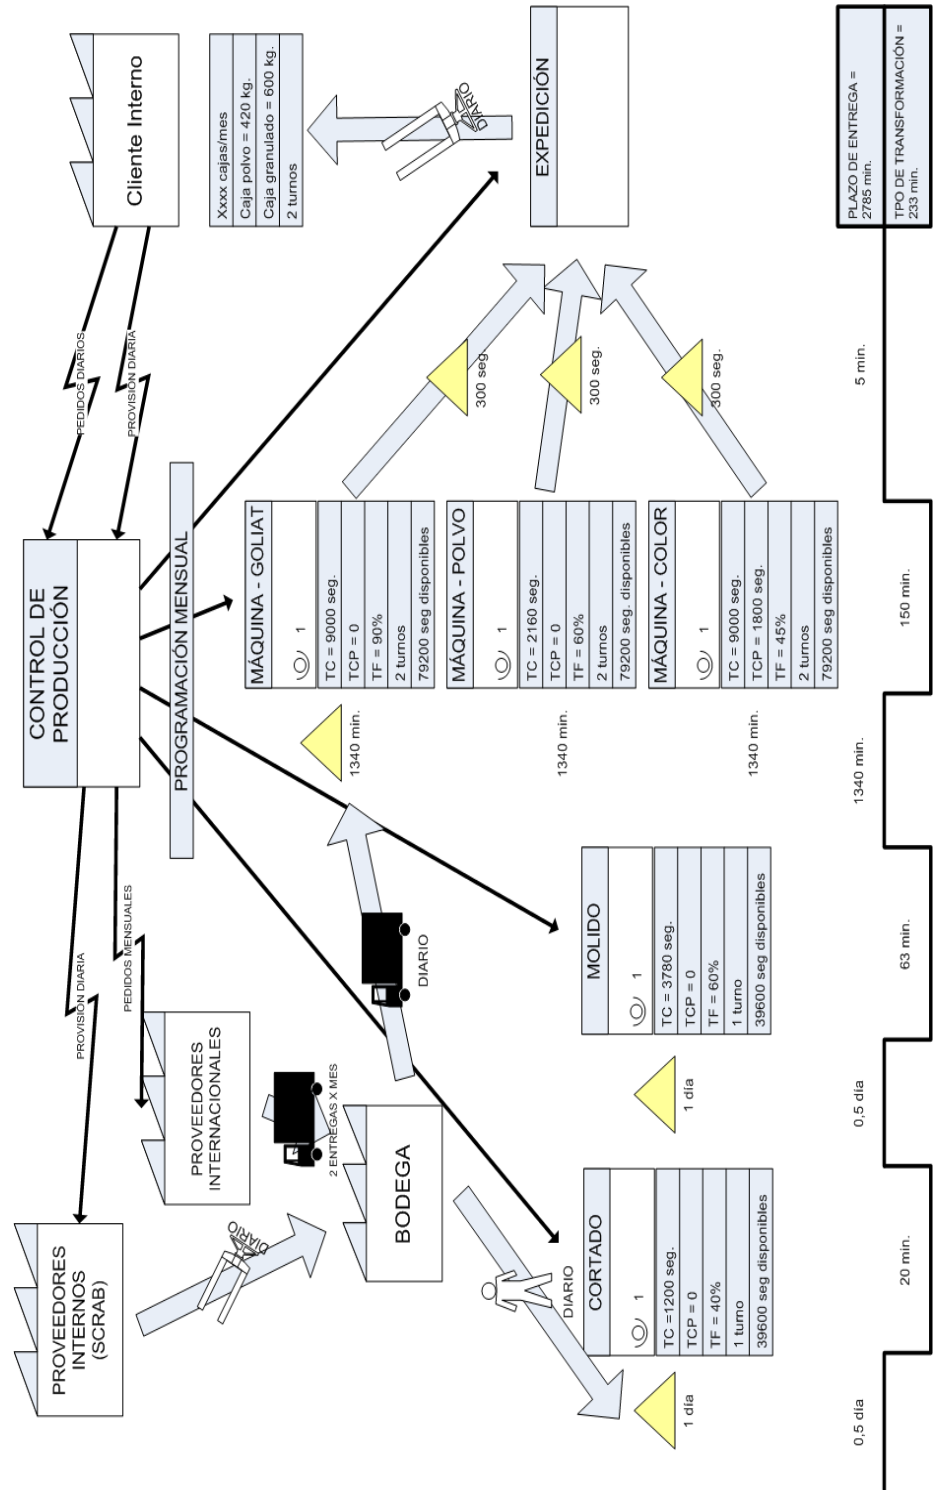 PROVEEDORES
INTERNOS
(SCRAB)
PROVISIÓN DIARIA
PEDIDOS MENSUALES
CONTROL DE
PRODUCCIÓN
PEDIDOS DIARIOS
PROVISIÓN DIARIA
Cliente Interno
PROVEEDORES
INTERNACIONALES
PROGRAMACIÓN MENSUAL
Xxxx cajas/mes
Caja polvo = 420 kg.
Caja granulado = 600 kg.
2 turnos
DIARIO
2 ENTREGAS X MES
BODEGA
DIARIO
DIARIO
DIARIO
1340 min.
MÁQUINA - GOLIAT
1
TC = 9000 seg.
TCP = 0
TF = 90%
2 turnos
79200 seg disponibles
300 seg.
EXPEDICIÓN
1340 min.
MÁQUINA - POLVO
1
TC = 2160 seg.
TCP = 0
TF = 60%
2 turnos
79200 seg. disponibles
300 seg.
1340 min.
MÁQUINA - COLOR
1
TC = 9000 seg.
TCP = 1800 seg.
TF = 45%
2 turnos
79200 seg disponibles
300 seg.
1 día
CORTADO
1
TC =1200 seg.
TCP = 0
TF = 40%
1 turno
39600 seg disponibles
1 día
MOLIDO
1
TC = 3780 seg.
TCP = 0
TF = 60%
1 turno
39600 seg disponibles
0,5 día
20 min.
0,5 día
63 min.
1340 min.
150 min.
5 min.
PLAZO DE ENTREGA =
2785 min.
TPO DE TRANSFORMACIÓN =
233 min.